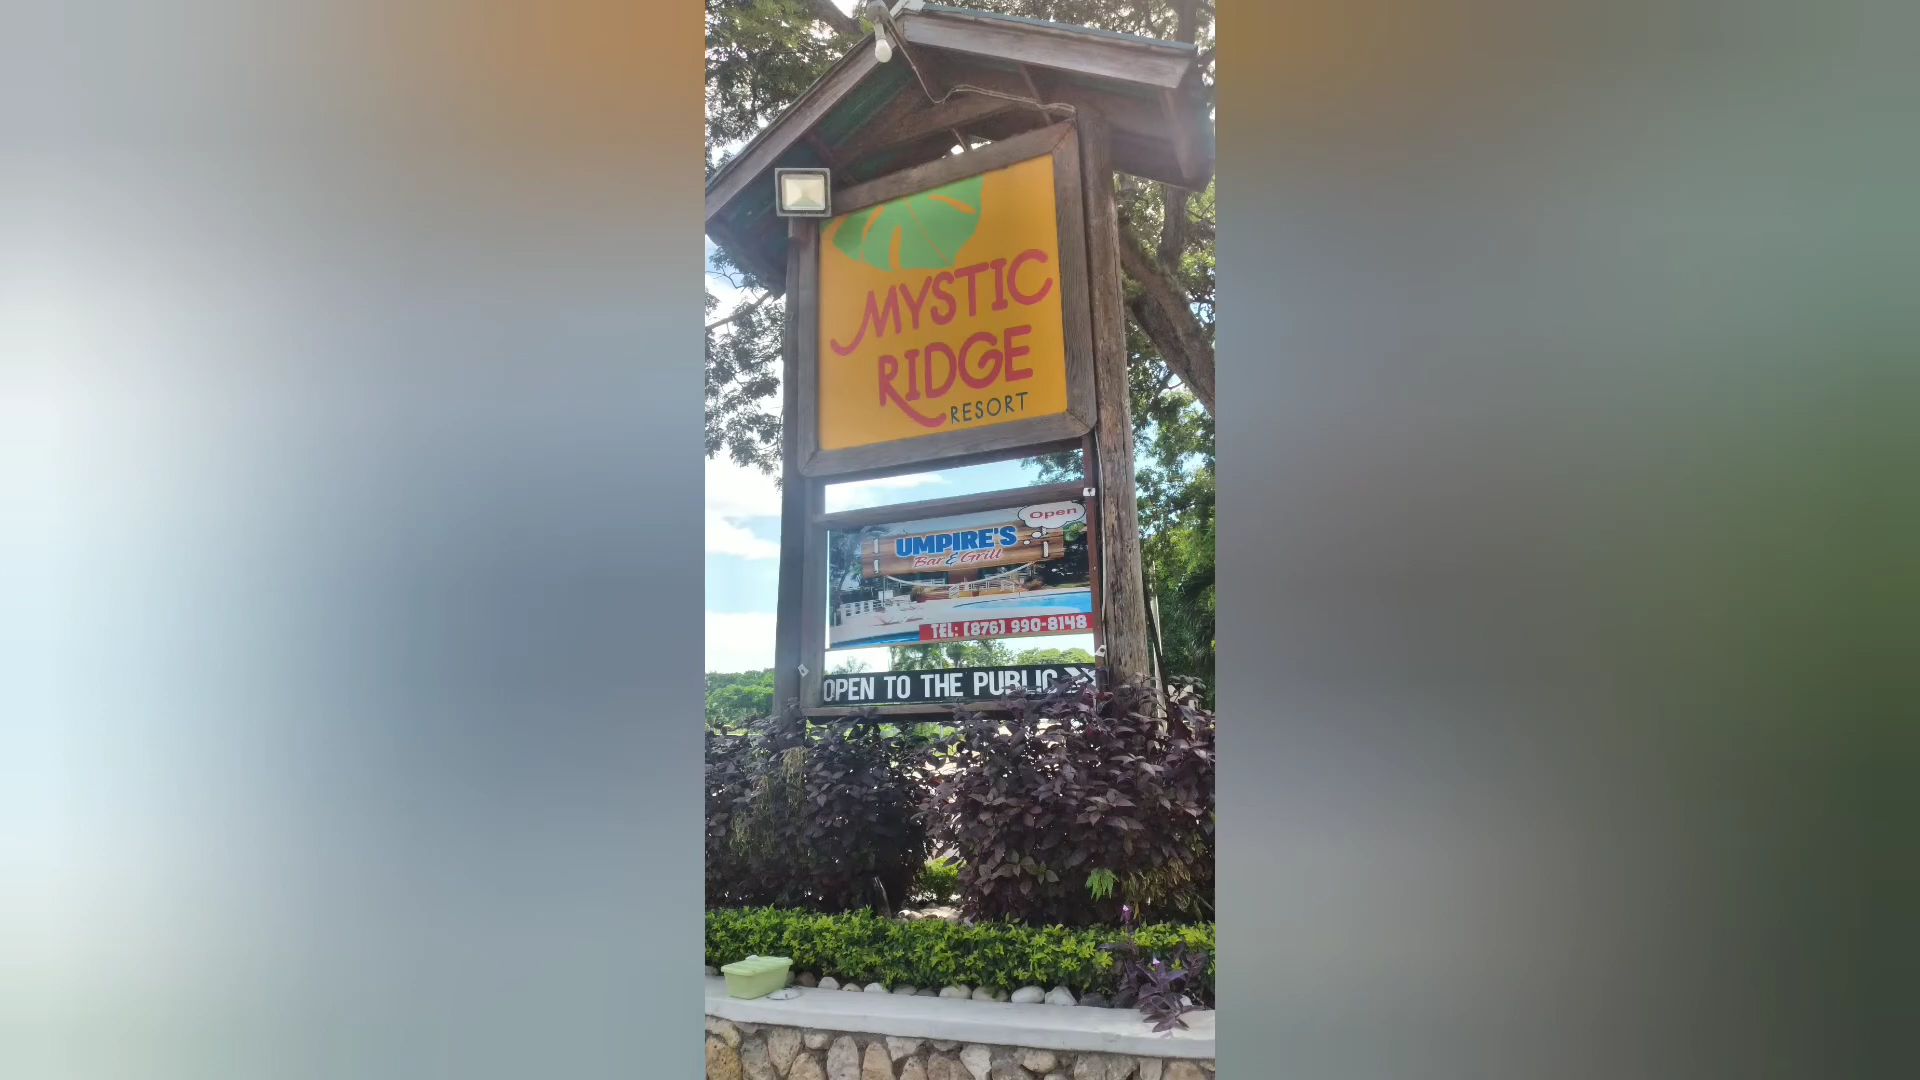 MYSTIC
RIDGE
RESORT
Open
UMPIRE'S
Bar & Grill
TEL: (876) 990-8148
OPEN TO THE PUBLIC >>